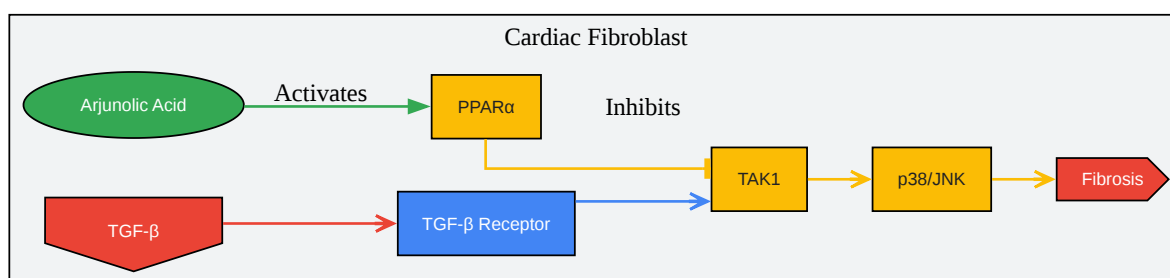 Cardiac Fibroblast
Arjunolic Acid
Activates
PPARα
Inhibits
TAK1
p38/JNK
Fibrosis
TGF-β
TGF-β Receptor